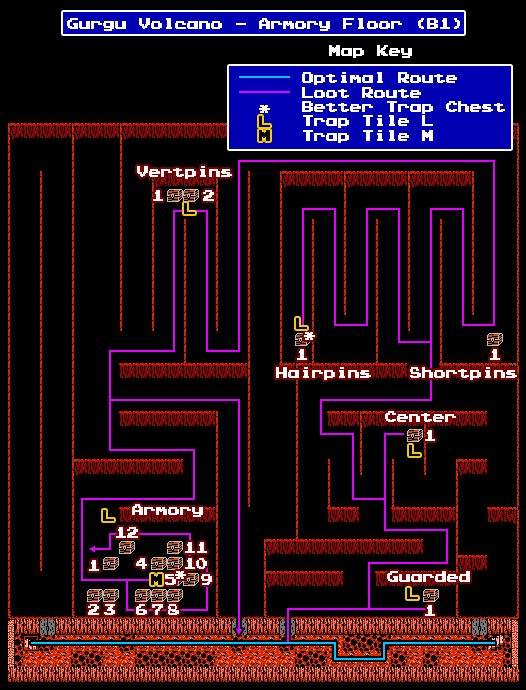 Gurgu Volcano - Armory Floor (B1)
Map Key
Optimal Route
Loot Route
* Better Trap Chest
L Trap Tile L
M Trap Tile M
Vertpins
1 2
L
L
*
1 1
Hairpins Shortpins
Center
1
L
Armory
L
12
11
1 4 10
M 5 * 9
Guarded
L
2 3 6 7 8 1